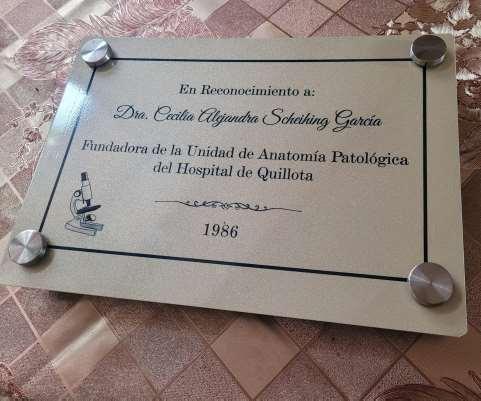 En Reconocimiento a:
Dra. Cecilia Alejandra Scheihing García
Fundadora de la Unidad de Anatomía Patológica
del Hospital de Quillota
1986